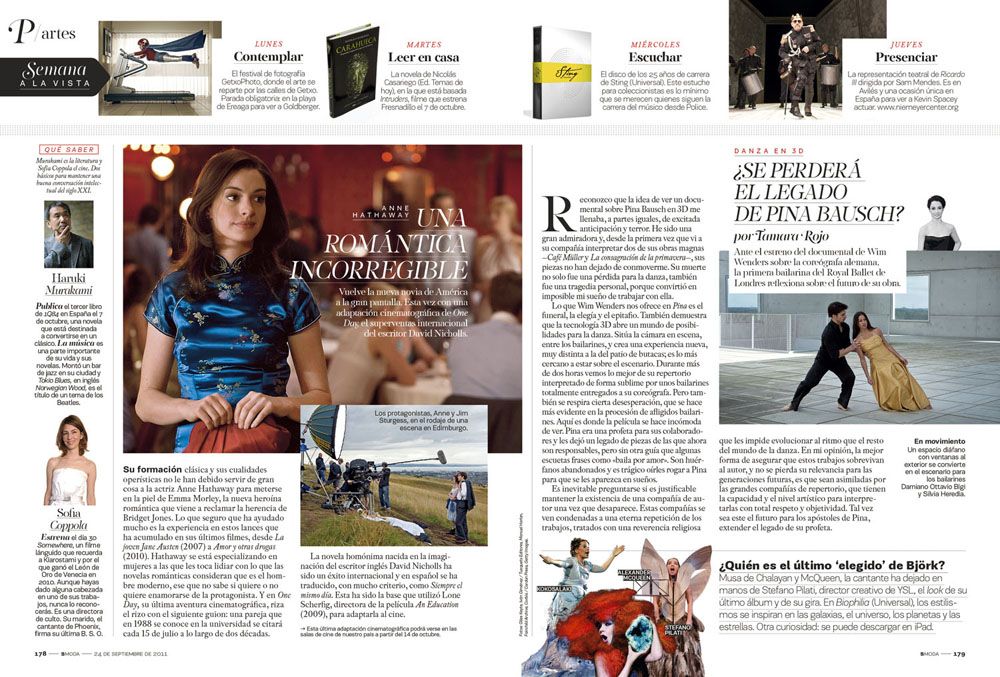 P/artes
Semana
A LA VISTA
LUNES
Contemplar
El festival de fotografía
GetxoPhoto, donde el arte se
reparte por las calles de Getxo.
Parada obligatoria: en la playa
de Ereaga para ver a Goldberger.
CARAHUECA
MARTES
Leer en casa
La novela de Nicolás
Casariego (Ed. Temas de
hoy), en la que está basada
Intruders, filme que estrena
Fresnadillo el 7 de octubre.
Sting
MIÉRCOLES
Escuchar
El disco de los 25 años de carrera
de Sting (Universal). Este estuche
para coleccionistas es lo mínimo
que se merecen quienes siguen la
carrera del músico desde Police.
JUEVES
Presenciar
La representación teatral de Ricardo
III dirigida por Sam Mendes. Es en
Avilés y una ocasión única en
España para ver a Kevin Spacey
actuar. www.niemeyercenter.org
QUÉ SABER
Murakami es la literatura y
Sofia Coppola el cine. Dos
básicos para mantener una
buena conversación intelec-
tual del siglo XXI.
Haruki
Murakami
Publica el tercer libro
de 1Q84 en España el 7
de octubre, una novela
que está destinada
a convertirse en un
clásico. La música es
una parte importante
de su vida y sus
novelas. Montó un bar
de jazz en su ciudad y
Tokio Blues, en inglés
Norwegian Wood, es el
título de un tema de los
Beatles.
Sofia
Coppola
Estrena el día 30
Somewhere, un filme
lánguido que recuerda
a Kiarostami y por el
que ganó el León de
Oro de Venecia en
2010. Aunque hayas
dado alguna cabezada
en uno de sus traba-
jos, nunca lo recono-
cerás. Es una directora
de culto. Su marido, el
cantante de Phoenix,
firma su última B. S. O.
ANNE
HATHAWAY
UNA
ROMÁNTICA
INCORREGIBLE
Vuelve la nueva novia de América
a la gran pantalla. Esta vez con una
adaptación cinematográfica de One
Day, el superventas internacional
del escritor David Nicholls.
Los protagonistas, Anne y Jim
Sturgess, en el rodaje de una
escena en Edimburgo.
Su formación clásica y sus cualidades
operísticas no le han debido servir de gran
cosa a la actriz Anne Hathaway para meterse
en la piel de Emma Morley, la nueva heroína
romántica que viene a reclamar la herencia de
Bridget Jones. Lo que seguro que ha ayudado
mucho es la experiencia en estos lances que
ha acumulado en sus últimos filmes, desde La
joven Jane Austen (2007) a Amor y otras drogas
(2010). Hathaway se está especializando en
mujeres a las que les toca lidiar con lo que las
novelas románticas consideran que es el hom-
bre moderno, ese que no sabe si quiere o no
quiere enamorarse de la protagonista. Y en One
Day, su última aventura cinematográfica, riza
el rizo con el siguiente guion: una pareja que
en 1988 se conoce en la universidad se citará
cada 15 de julio a lo largo de dos décadas.
La novela homónima nacida en la imagi-
nación del escritor inglés David Nicholls ha
sido un éxito internacional y en español se ha
traducido, con mucho criterio, como Siempre el
mismo día. Esta ha sido la base que utilizó Lone
Scherfig, directora de la película An Education
(2009), para adaptarla al cine.
→ Esta última adaptación cinematográfica podrá verse en las
salas de cine de nuestro país a partir del 14 de octubre.
178 — SMODA — 24 DE SEPTIEMBRE DE 2011
Reconozco que la idea de ver un docu-
mental sobre Pina Bausch en 3D me
llenaba, a partes iguales, de excitada
anticipación y terror. He sido una
gran admiradora y, desde la primera vez que vi a
su compañía interpretar dos de sus obras magnas
—Café Müller y La consagración de la primavera—, sus
piezas no han dejado de conmoverme. Su muerte
no solo fue una pérdida para la danza, también
fue una tragedia personal, porque convirtió en
imposible mi sueño de trabajar con ella.
Lo que Wim Wenders nos ofrece en Pina es el
funeral, la elegía y el epitafio. También demuestra
que la tecnología 3D abre un mundo de posibi-
lidades para la danza. Sitúa la cámara en escena,
entre los bailarines, y crea una experiencia nueva,
muy distinta a la del patio de butacas; es lo más
cercano a estar sobre el escenario. Durante más
de dos horas vemos lo mejor de su repertorio
interpretado de forma sublime por unos bailarines
totalmente entregados a su coreógrafa. Pero tam-
bién se respira cierta desesperación, que se hace
más evidente en la procesión de afligidos bailari-
nes. Aquí es donde la película se hace incómoda
de ver. Pina era una profeta para sus colaborado-
res y les dejó un legado de piezas de las que ahora
son responsables, pero sin otra guía que algunas
escuetas frases como «baila por amor». Son huér-
fanos abandonados y es trágico oírles rogar a Pina
para que se les aparezca en sueños.
Es inevitable preguntarse si es justificable
mantener la existencia de una compañía de au-
tor una vez que desaparece. Estas compañías se
ven condenadas a una eterna repetición de los
trabajos, tratados con una reverencia religiosa
DANZA EN 3D
¿SE PERDERÁ
EL LEGADO
DE PINA BAUSCH?
por Tamara Rojo
Ante el estreno del documental de Wim
Wenders sobre la coreógrafa alemana,
la primera bailarina del Royal Ballet de
Londres reflexiona sobre el futuro de su obra.
que les impide evolucionar al ritmo que el resto
del mundo de la danza. En mi opinión, la mejor
forma de asegurar que estos trabajos sobrevivan
al autor, y no se pierda su relevancia para las
generaciones futuras, es que sean asimiladas por
las grandes compañías de repertorio, que tienen
la capacidad y el nivel artístico para interpre-
tarlas con total respeto y objetividad. Tal vez
sea este el futuro para los apóstoles de Pina,
extender el legado de su profeta.
En movimiento
Un espacio diáfano
con ventanas al
exterior se convierte
en el escenario para
los bailarines
Damiano Ottavio Bigi
y Silvia Heredia.
KOKOSALAKI
ALEXANDER
MCQUEEN
STEFANO
PILATI
¿Quién es el último 'elegido' de Björk?
Musa de Chalayan y McQueen, la cantante ha dejado en
manos de Stefano Pilati, director creativo de YSL, el look de su
último álbum y de su gira. En Biophilia (Universal), los estilis-
mos se inspiran en las galaxias, el universo, los planetas y las
estrellas. Otra curiosidad: se puede descargar en iPad.
SMODA — 179